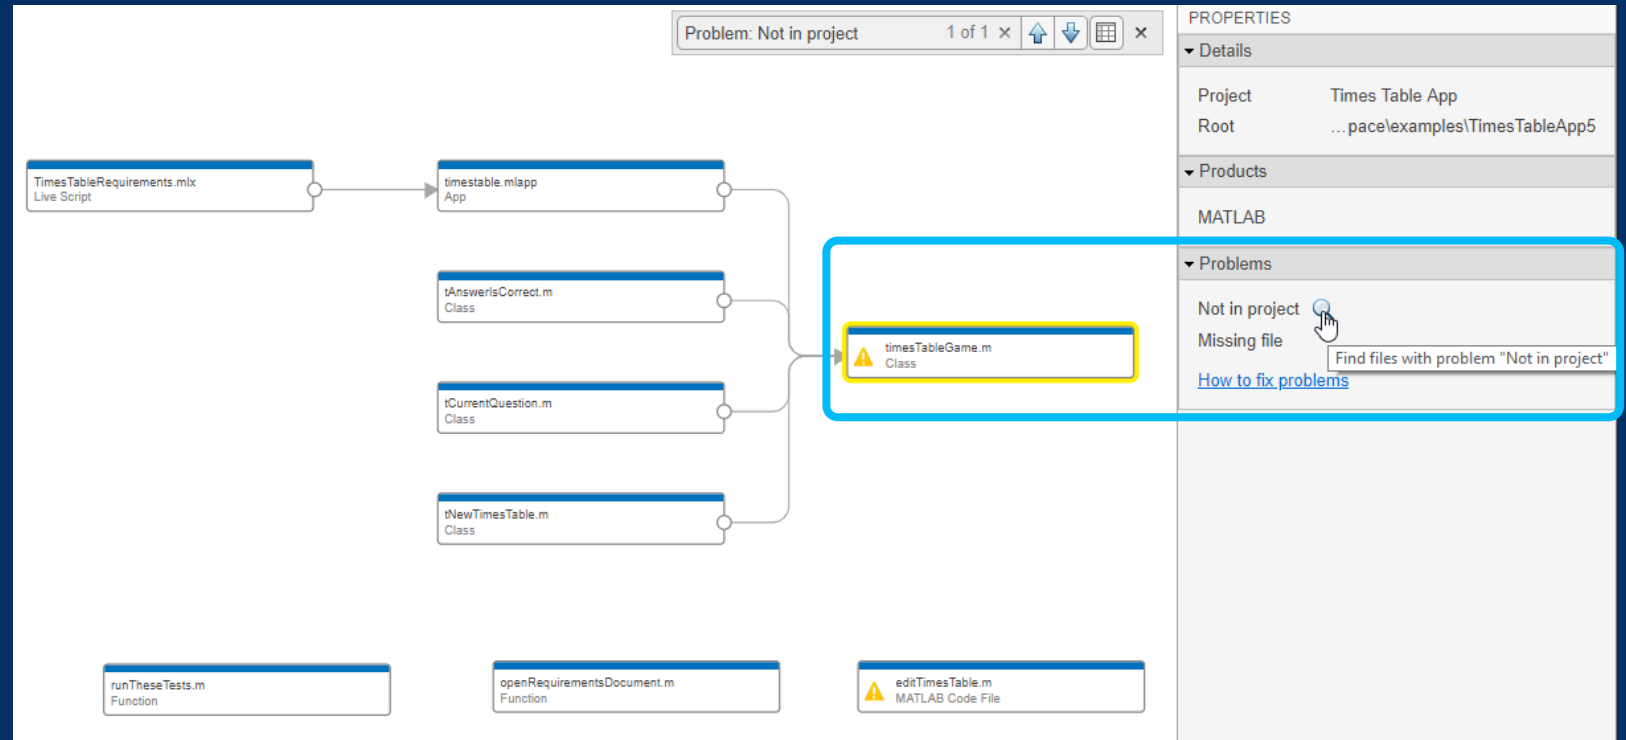 Problem: Not in project 1 of 1
PROPERTIES
Details
Project Times Table App
Root ...pace\examples\TimesTableApp5
Products
MATLAB
Problems
Not in project
Missing file
Find files with problem "Not in project"
How to fix problems
TimesTableRequirements.mlx
Live Script
timestable.mlapp
App
tAnswerIsCorrect.m
Class
timesTableGame.m
Class
tCurrentQuestion.m
Class
tNewTimesTable.m
Class
runTheseTests.m
Function
openRequirementsDocument.m
Function
editTimesTable.m
MATLAB Code File